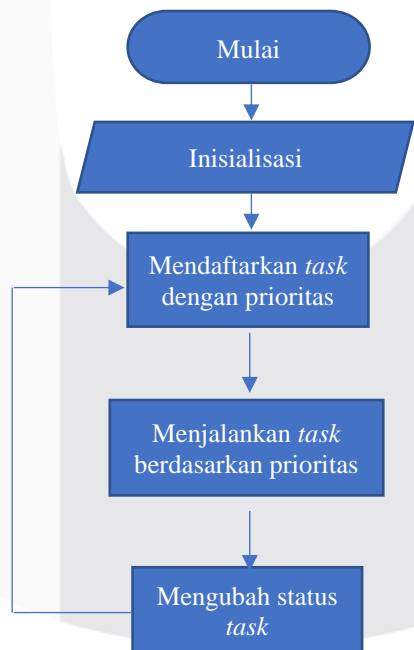 Mulai
Inisialisasi
Mendaftarkan task
dengan prioritas
Menjalankan task
berdasarkan prioritas
Mengubah status
task